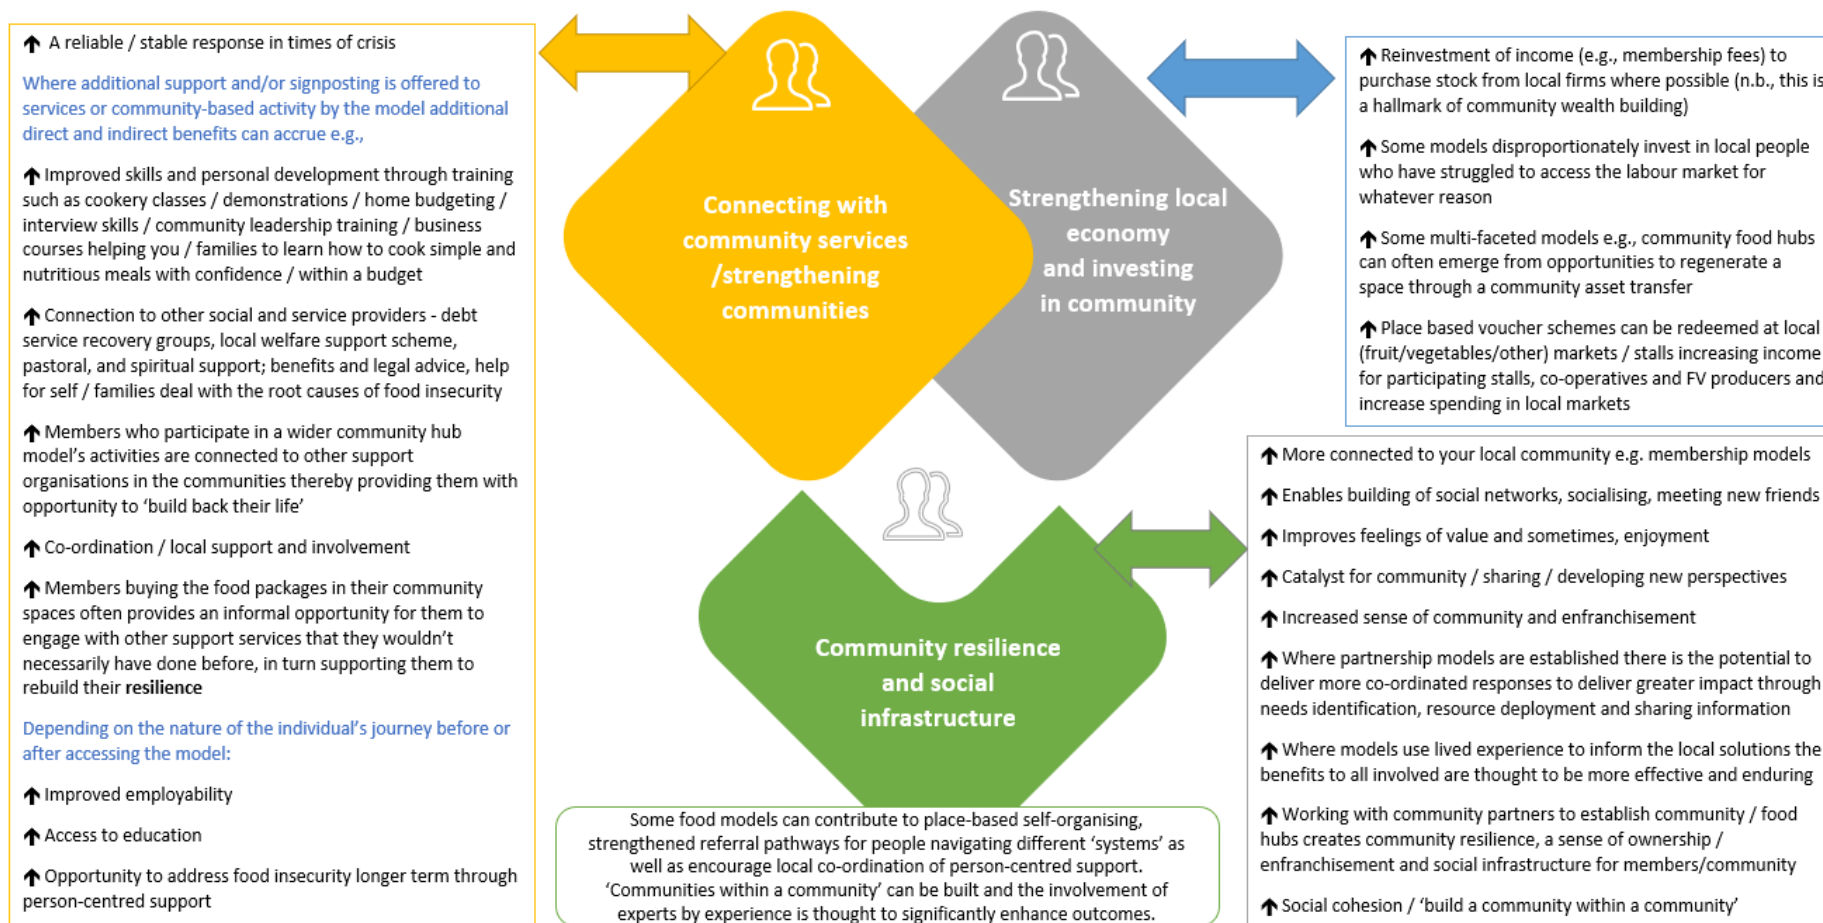 ↑ A reliable / stable response in times of crisis
Where additional support and/or signposting is offered to
services or community-based activity by the model additional
direct and indirect benefits can accrue e.g.,
↑ Improved skills and personal development through training
such as cookery classes / demonstrations / home budgeting /
interview skills / community leadership training / business
courses helping you / families to learn how to cook simple and
nutritious meals with confidence / within a budget
↑ Connection to other social and service providers - debt
service recovery groups, local welfare support scheme,
pastoral, and spiritual support; benefits and legal advice, help
for self / families deal with the root causes of food insecurity
↑ Members who participate in a wider community hub
model’s activities are connected to other support
organisations in the communities thereby providing them with
opportunity to ‘build back their life’
↑ Co-ordination / local support and involvement
↑ Members buying the food packages in their community
spaces often provides an informal opportunity for them to
engage with other support services that they wouldn’t
necessarily have done before, in turn supporting them to
rebuild their resilience
Depending on the nature of the individual’s journey before or
after accessing the model:
↑ Improved employability
↑ Access to education
↑ Opportunity to address food insecurity longer term through
person-centred support
Connecting with
community services
/strengthening
communities
Strengthening local
economy
and investing
in community
Community resilience
and social
infrastructure
Some food models can contribute to place-based self-organising,
strengthened referral pathways for people navigating different ‘systems’ as
well as encourage local co-ordination of person-centred support.
‘Communities within a community’ can be built and the involvement of
experts by experience is thought to significantly enhance outcomes.
↑ Reinvestment of income (e.g., membership fees) to
purchase stock from local firms where possible (n.b., this is
a hallmark of community wealth building)
↑ Some models disproportionately invest in local people
who have struggled to access the labour market for
whatever reason
↑ Some multi-faceted models e.g., community food hubs
can often emerge from opportunities to regenerate a
space through a community asset transfer
↑ Place based voucher schemes can be redeemed at local
(fruit/vegetables/other) markets / stalls increasing income
for participating stalls, co-operatives and FV producers and
increase spending in local markets
↑ More connected to your local community e.g. membership models
↑ Enables building of social networks, socialising, meeting new friends
↑ Improves feelings of value and sometimes, enjoyment
↑ Catalyst for community / sharing / developing new perspectives
↑ Increased sense of community and enfranchisement
↑ Where partnership models are established there is the potential to
deliver more co-ordinated responses to deliver greater impact through
needs identification, resource deployment and sharing information
↑ Where models use lived experience to inform the local solutions the
benefits to all involved are thought to be more effective and enduring
↑ Working with community partners to establish community / food
hubs creates community resilience, a sense of ownership /
enfranchisement and social infrastructure for members/community
↑ Social cohesion / ‘build a community within a community’